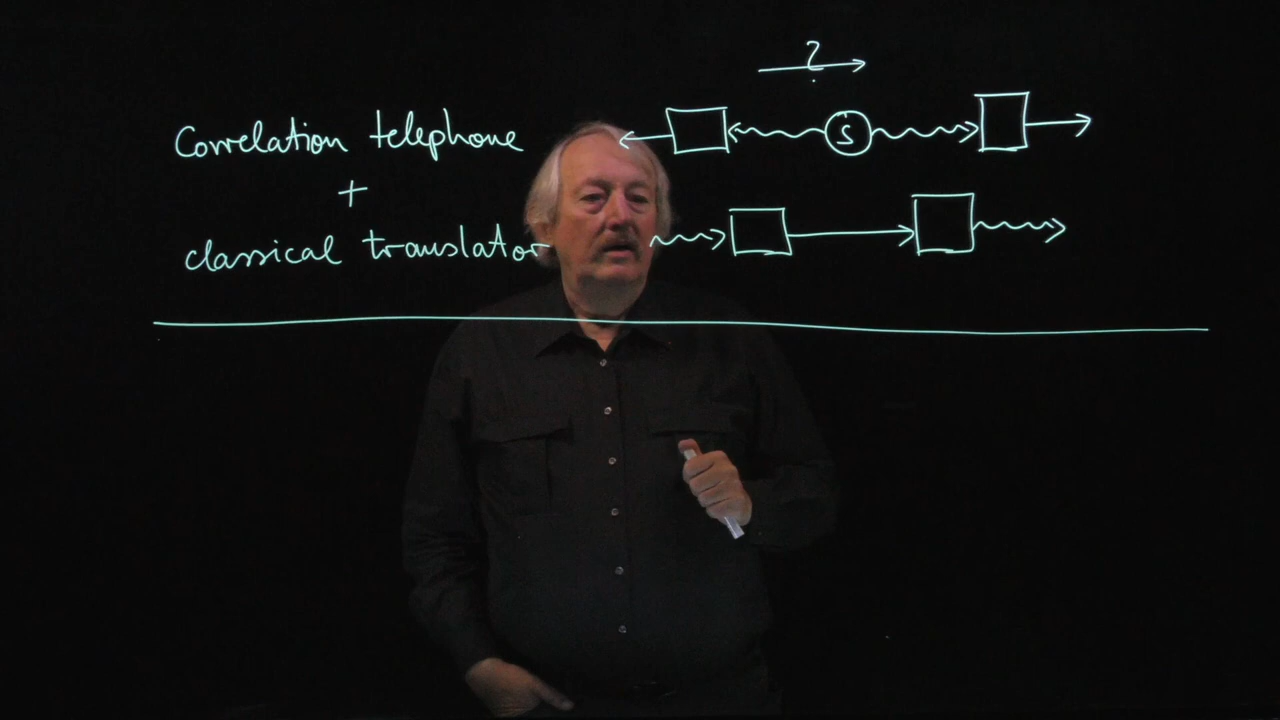 ?
Correlation telephone
S
+
classical translator